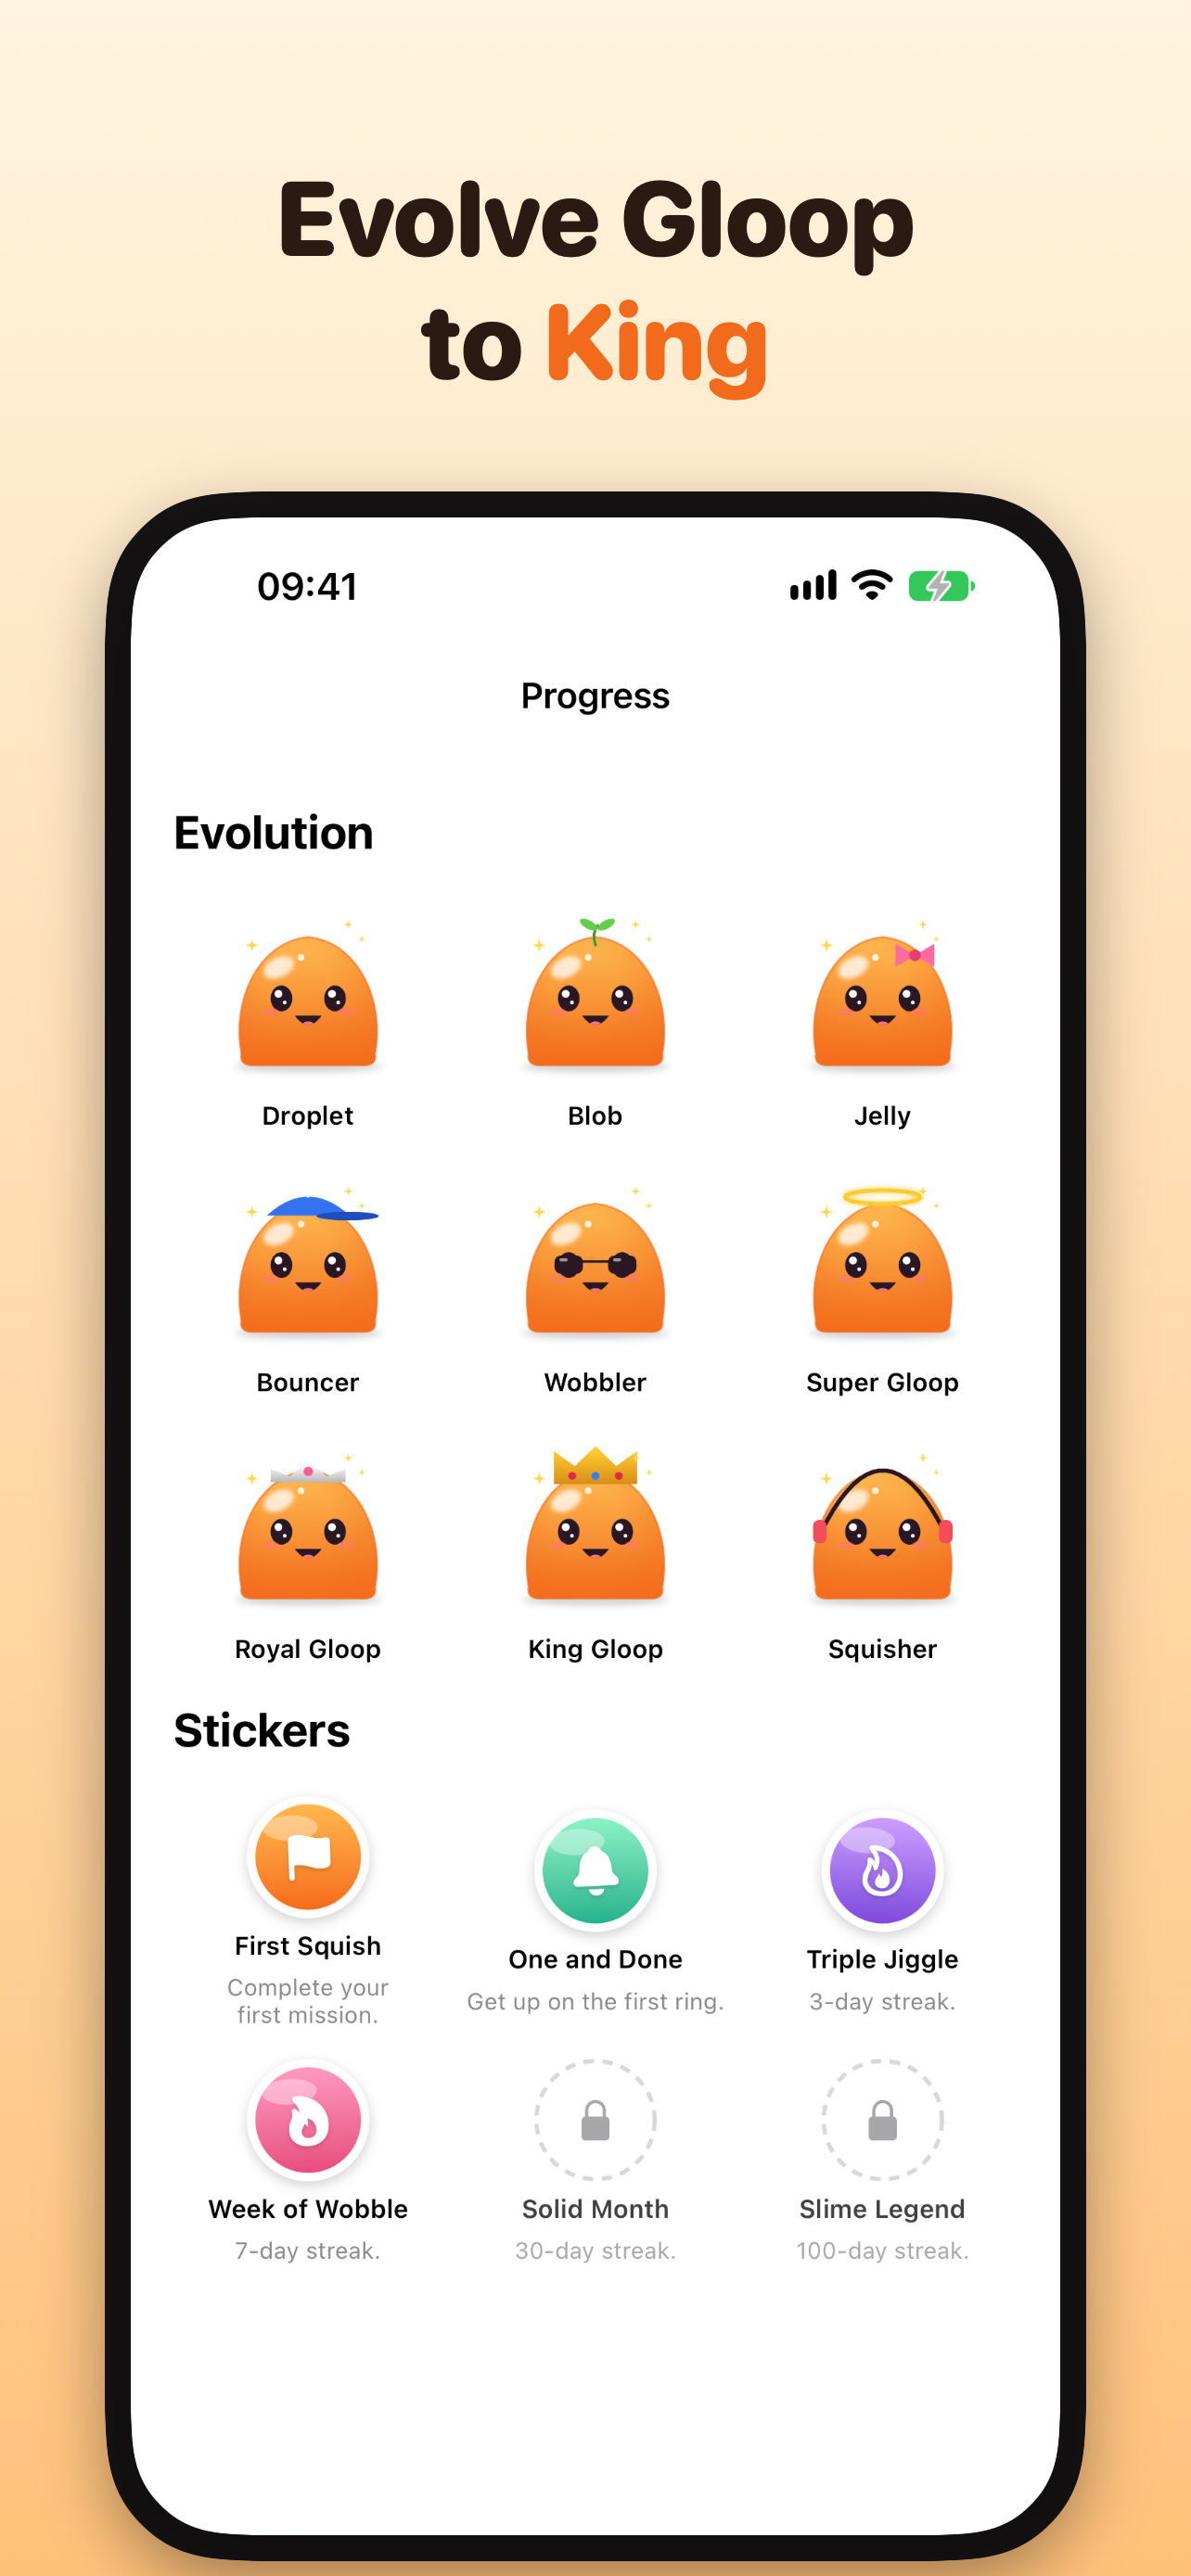 Evolve Gloop
to King
09:41
Progress
Evolution
Droplet
Blob
Jelly
Bouncer
Wobbler
Super Gloop
Royal Gloop
King Gloop
Squisher
Stickers
First Squish
Complete your
first mission.
One and Done
Get up on the first ring.
Triple Jiggle
3-day streak.
Week of Wobble
7-day streak.
Solid Month
30-day streak.
Slime Legend
100-day streak.